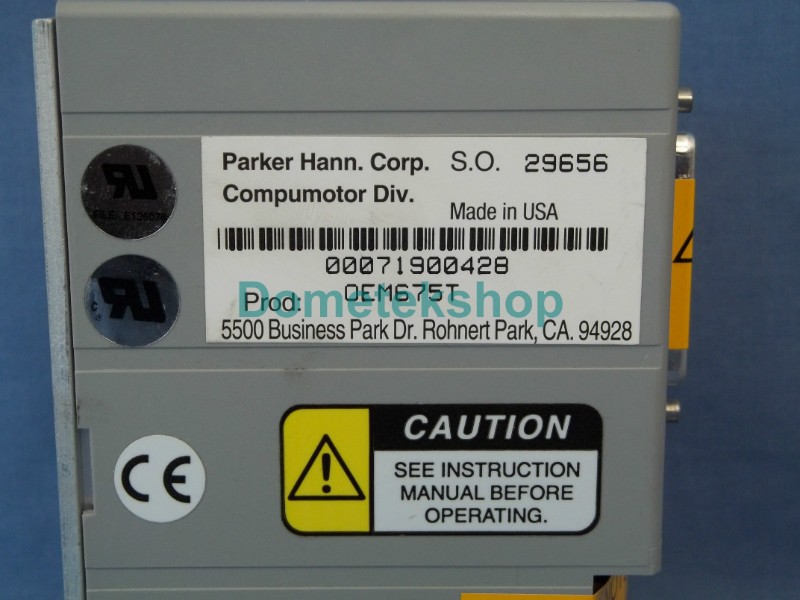 Parker Hann. Corp. S.O. 29656
Compumotor Div.
Made in USA
00071900428
Prod: OEM675T
Dometekshop
5500 Business Park Dr. Rohnert Park, CA. 94928
CAUTION
SEE INSTRUCTION
MANUAL BEFORE
OPERATING.
CE